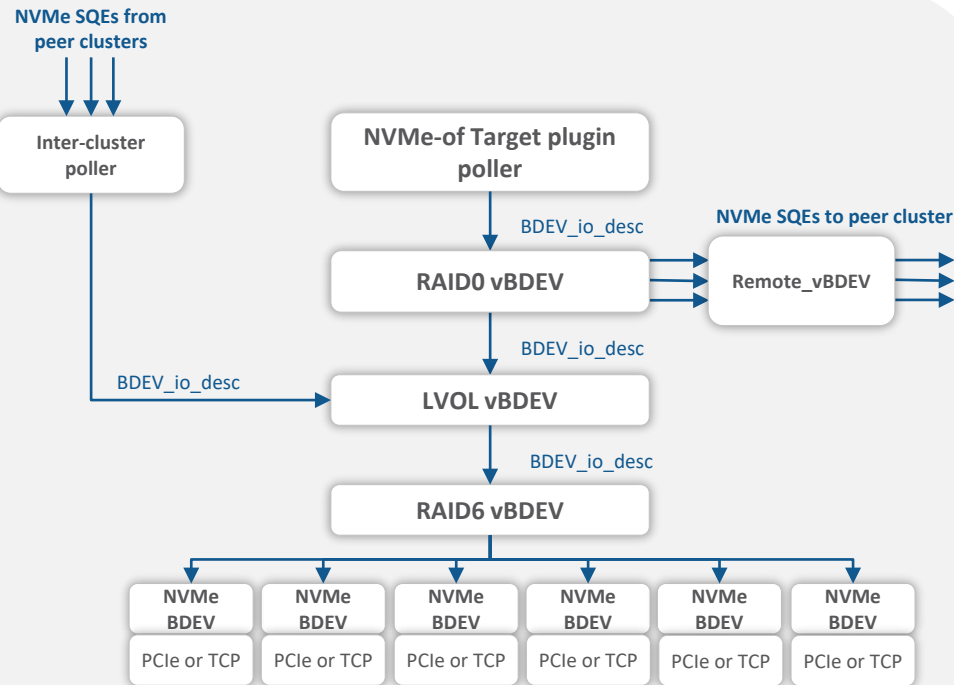 NVMe SQEs from
peer clusters
Inter-cluster
poller
NVMe-of Target plugin
poller
BDEV_io_desc
NVMe SQEs to peer cluster
RAID0 vBDEV
Remote_vBDEV
BDEV_io_desc
BDEV_io_desc
LVOL vBDEV
BDEV_io_desc
RAID6 vBDEV
NVMe
BDEV
PCIe or TCP
NVMe
BDEV
PCIe or TCP
NVMe
BDEV
PCIe or TCP
NVMe
BDEV
PCIe or TCP
NVMe
BDEV
PCIe or TCP
NVMe
BDEV
PCIe or TCP